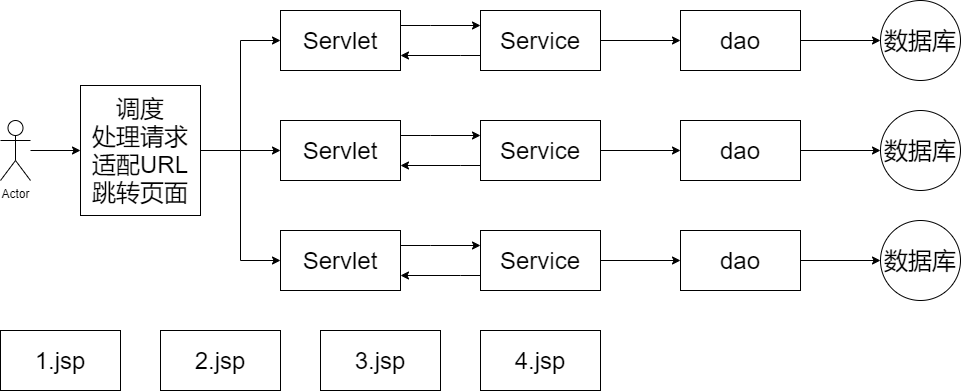 Servlet
Service
dao
数据库
调度
处理请求
适配URL
跳转页面
Actor
Servlet
Service
dao
数据库
Servlet
Service
dao
数据库
1.jsp
2.jsp
3.jsp
4.jsp